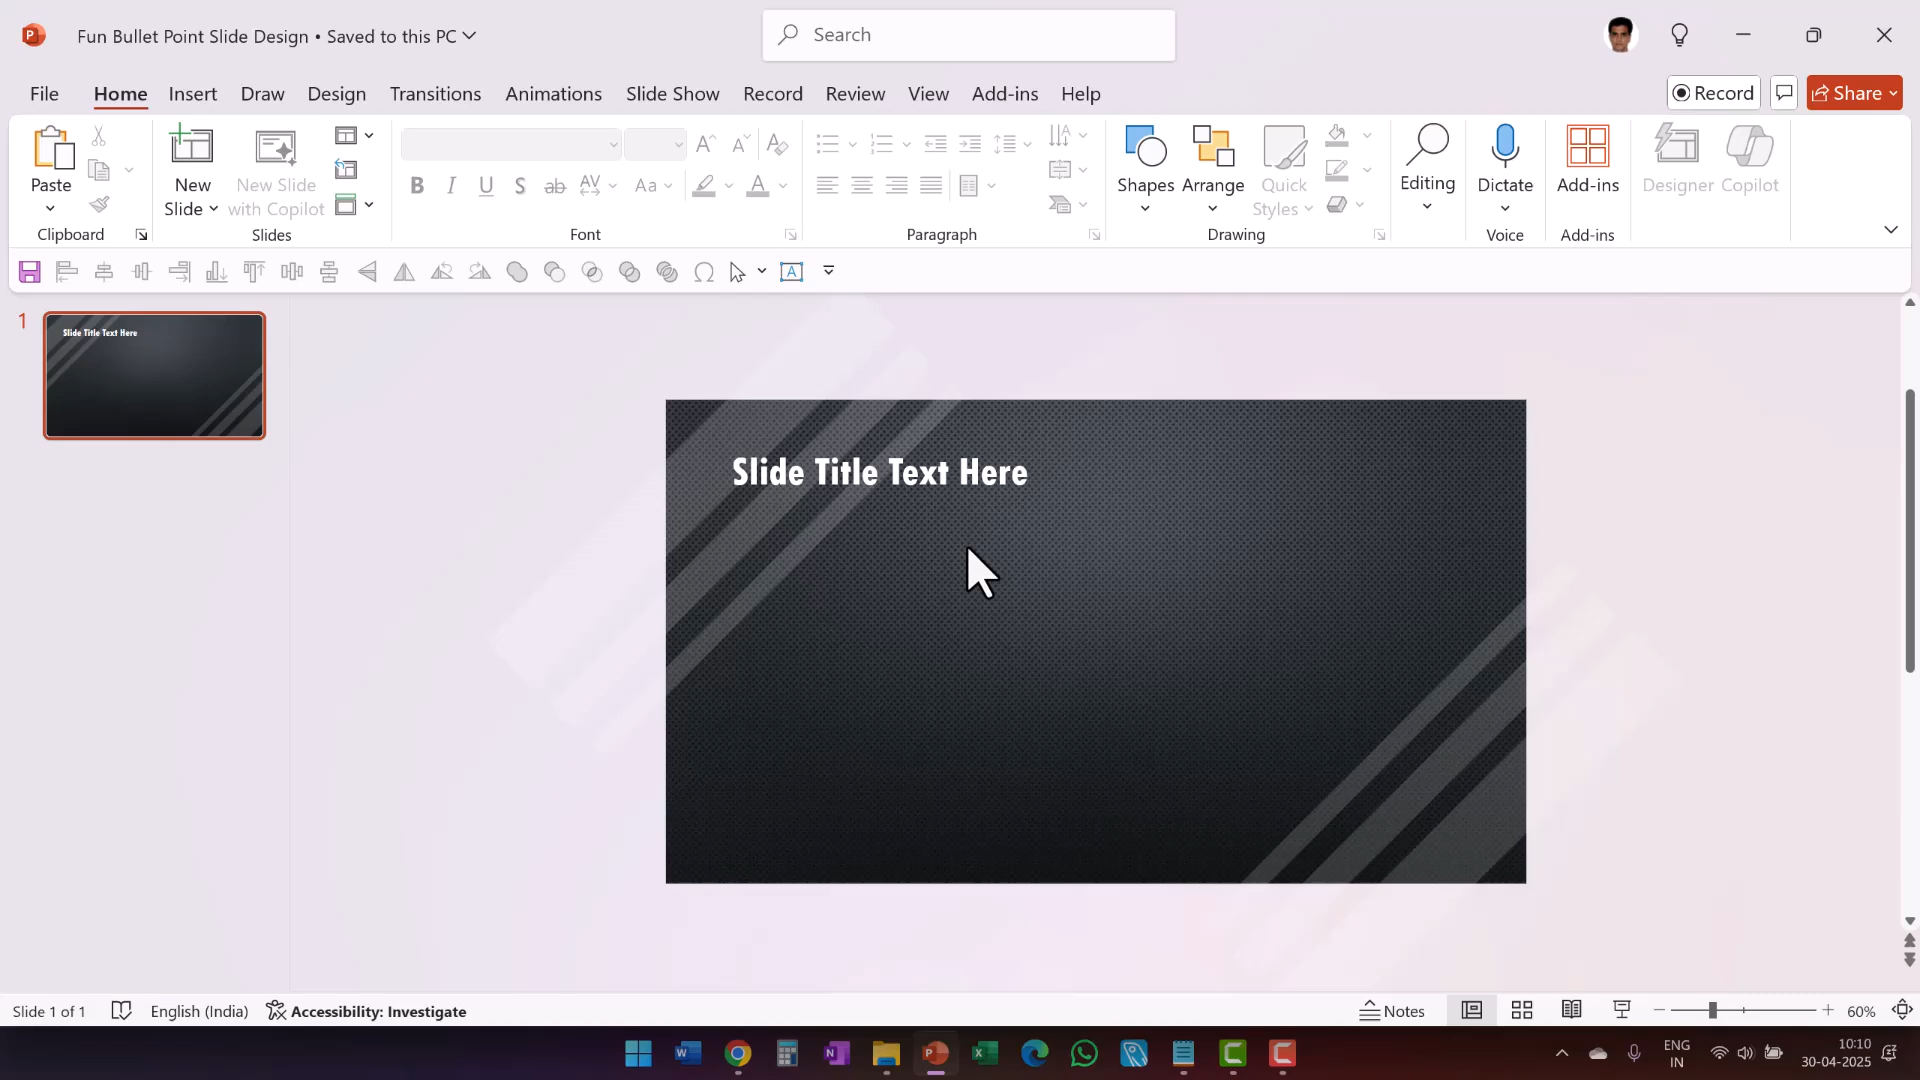 Fun Bullet Point Slide Design • Saved to this PC
Search
File Home Insert Draw Design Transitions Animations Slide Show Record Review View Add-ins Help
Record
Share
Paste
New
Slide
New Slide
with Copilot
Aa
Shapes
Arrange
Quick
Styles
Editing
Dictate
Add-ins
Designer
Copilot
Clipboard
Slides
Font
Paragraph
Drawing
Voice
Add-ins
1
Slide Title Text Here
Slide Title Text Here
Slide 1 of 1
English (India)
Accessibility: Investigate
Notes
60%
ENG
IN
10:10
30-04-2025